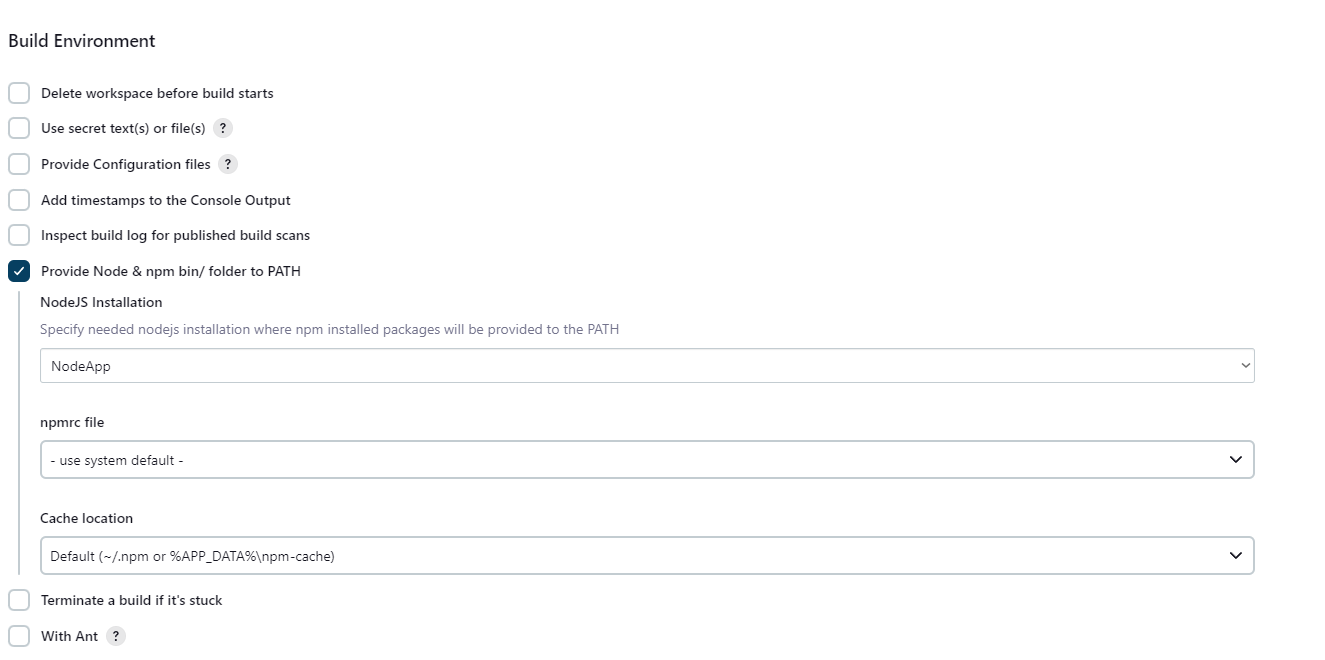 Build Environment
Delete workspace before build starts
Use secret text(s) or file(s) ?
Provide Configuration files ?
Add timestamps to the Console Output
Inspect build log for published build scans
Provide Node & npm bin/ folder to PATH
NodeJS Installation
Specify needed nodejs installation where npm installed packages will be provided to the PATH
NodeApp
npmrc file
- use system default -
Cache location
Default (~/.npm or %APP_DATA%\npm-cache)
Terminate a build if it's stuck
With Ant ?